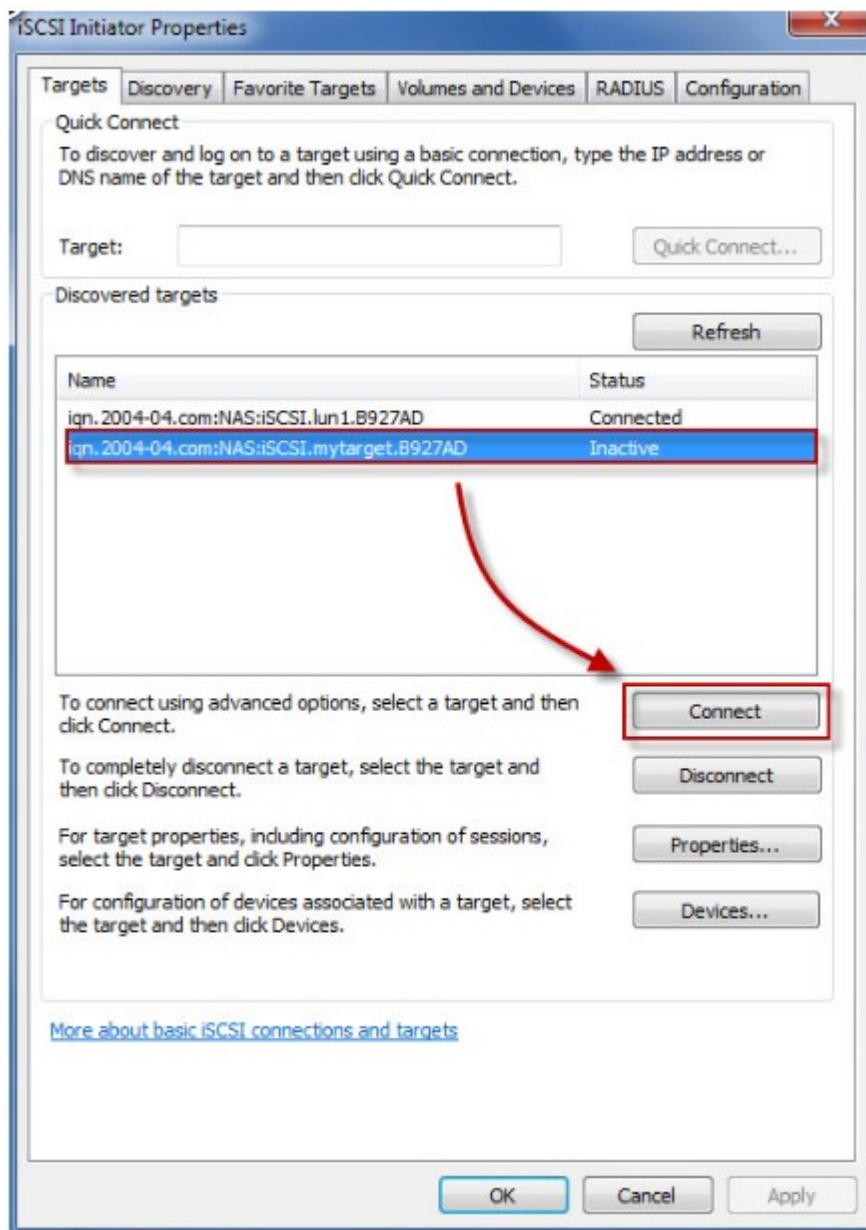 iSCSI Initiator Properties
Targets Discovery Favorite Targets Volumes and Devices RADIUS Configuration
Quick Connect
To discover and log on to a target using a basic connection, type the IP address or
DNS name of the target and then click Quick Connect.
Target:
Quick Connect...
Discovered targets
Refresh
Name Status
iqn.2004-04.com:NAS:iSCSI.lun1.B927AD Connected
iqn.2004-04.com:NAS:iSCSI.mytarget.B927AD Inactive
To connect using advanced options, select a target and then
click Connect.
Connect
To completely disconnect a target, select the target and
then click Disconnect.
Disconnect
For target properties, including configuration of sessions,
select the target and click Properties.
Properties...
For configuration of devices associated with a target, select
the target and then click Devices.
Devices...
More about basic iSCSI connections and targets
OK Cancel Apply